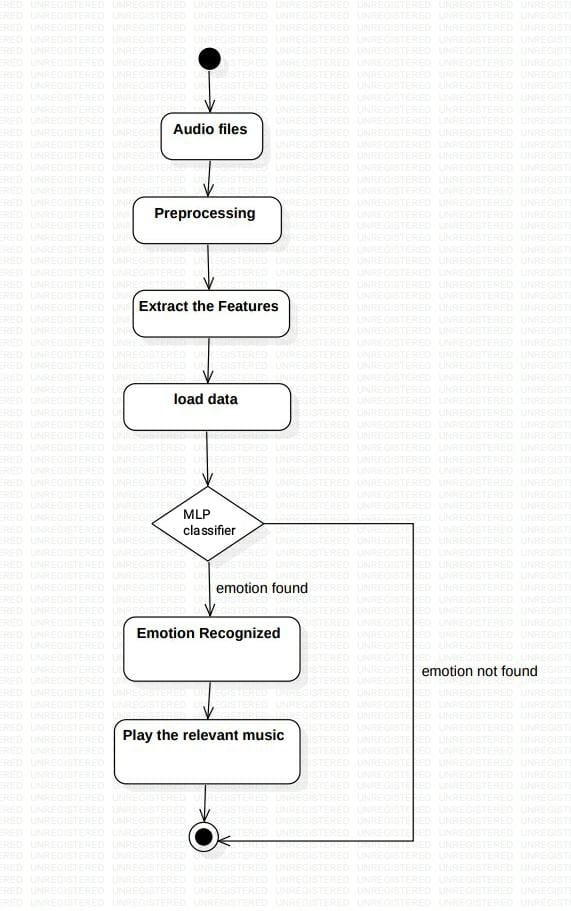 Audio files
Preprocessing
Extract the Features
load data
MLP
classifier
emotion found
Emotion Recognized
emotion not found
Play the relevant music
UNREGISTERED